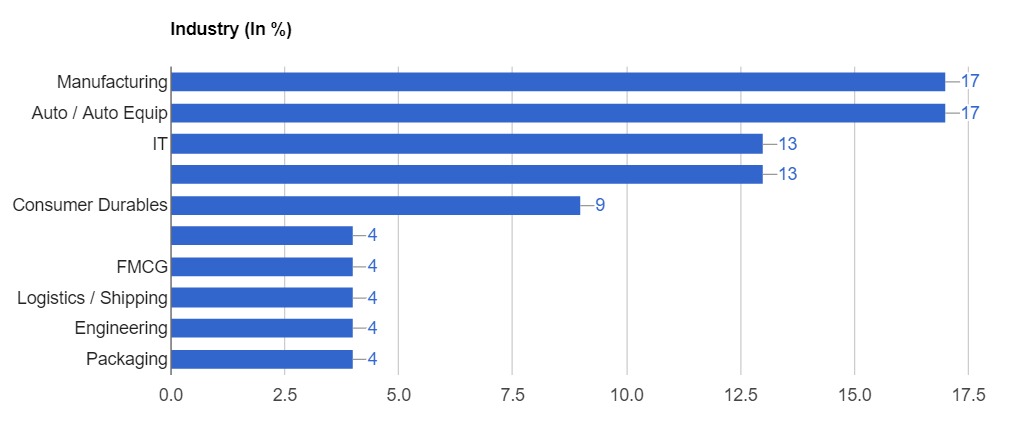 Industry (In %)
Manufacturing 17
Auto / Auto Equip 17
IT 13
13
Consumer Durables 9
4
FMCG 4
Logistics / Shipping 4
Engineering 4
Packaging 4
0.0 2.5 5.0 7.5 10.0 12.5 15.0 17.5